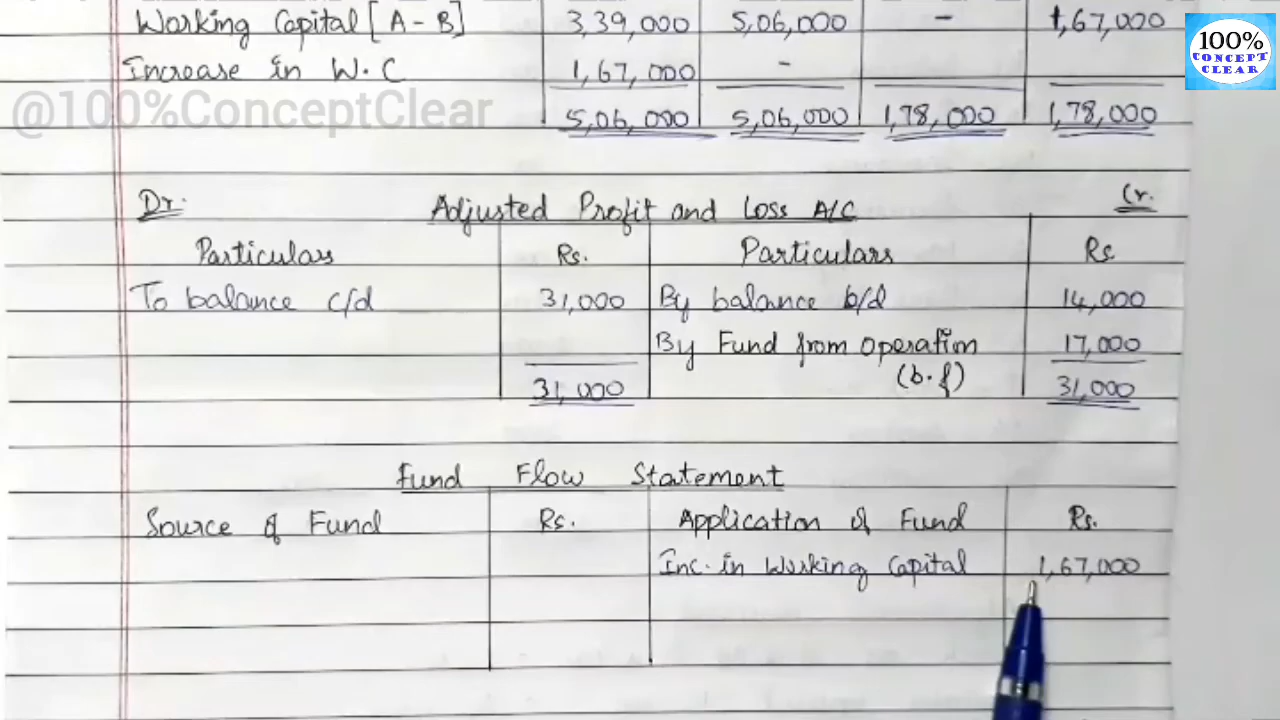 Working Capital [A - B] 3,39,000 5,06,000 - 1,67,000
Increase in W.C 1,67,000 -
5,06,000 5,06,000 1,78,000 1,78,000
@100%ConceptClear
100%
CONCEPT
CLEAR
Dr. Adjusted Profit and Loss A/C Cr.
Particulars Rs. Particulars Rs
To balance c/d 31,000 By balance b/d 14,000
By Fund from Operation 17,000
(b.f)
31,000 31,000
Fund Flow Statement
Source of Fund Rs. Application of Fund Rs.
Inc. in Working Capital 1,67,000